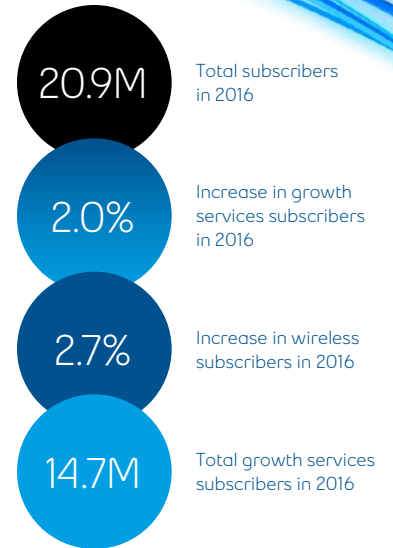 20.9M
Total subscribers
in 2016
2.0%
Increase in growth
services subscribers
in 2016
2.7%
Increase in wireless
subscribers in 2016
14.7M
Total growth services
subscribers in 2016